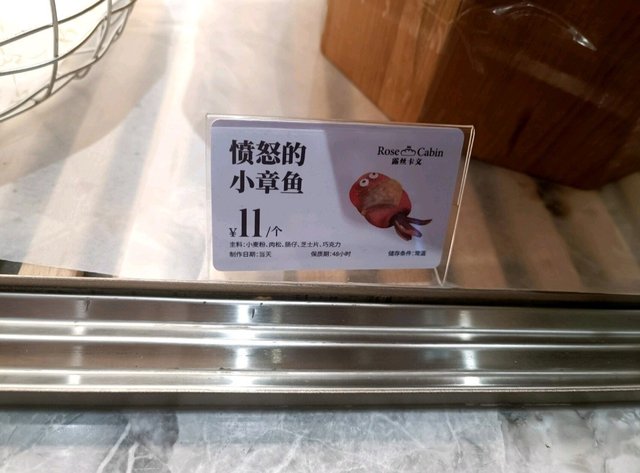 愤怒的
小章鱼
Rose Cabin
露丝卡文
¥11/个
主料:小麦粉、肉松、肠仔、芝士片、巧克力
制作日期:当天 保质期:48小时 储存条件:常温